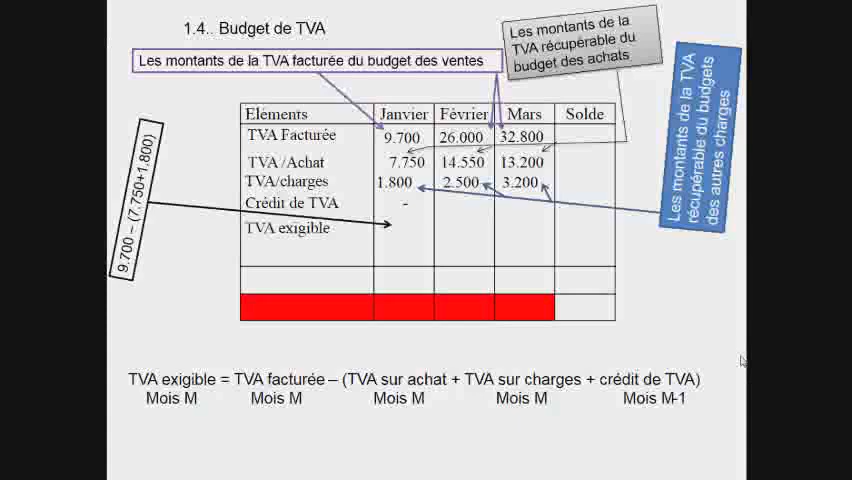 1.4.. Budget de TVA
Les montants de la
TVA récupérable du
budget des achats
Les montants de la TVA facturée du budget des ventes
Les montants de la TVA
récupérable du budgets
des autres charges
9.700 – (7.750+1.800)
Eléments Janvier Février Mars Solde
TVA Facturée 9.700 26.000 32.800
TVA /Achat 7.750 14.550 13.200
TVA/charges 1.800 2.500 3.200
Crédit de TVA -
TVA exigible
TVA exigible = TVA facturée – (TVA sur achat + TVA sur charges + crédit de TVA)
Mois M Mois M Mois M Mois M Mois M-1